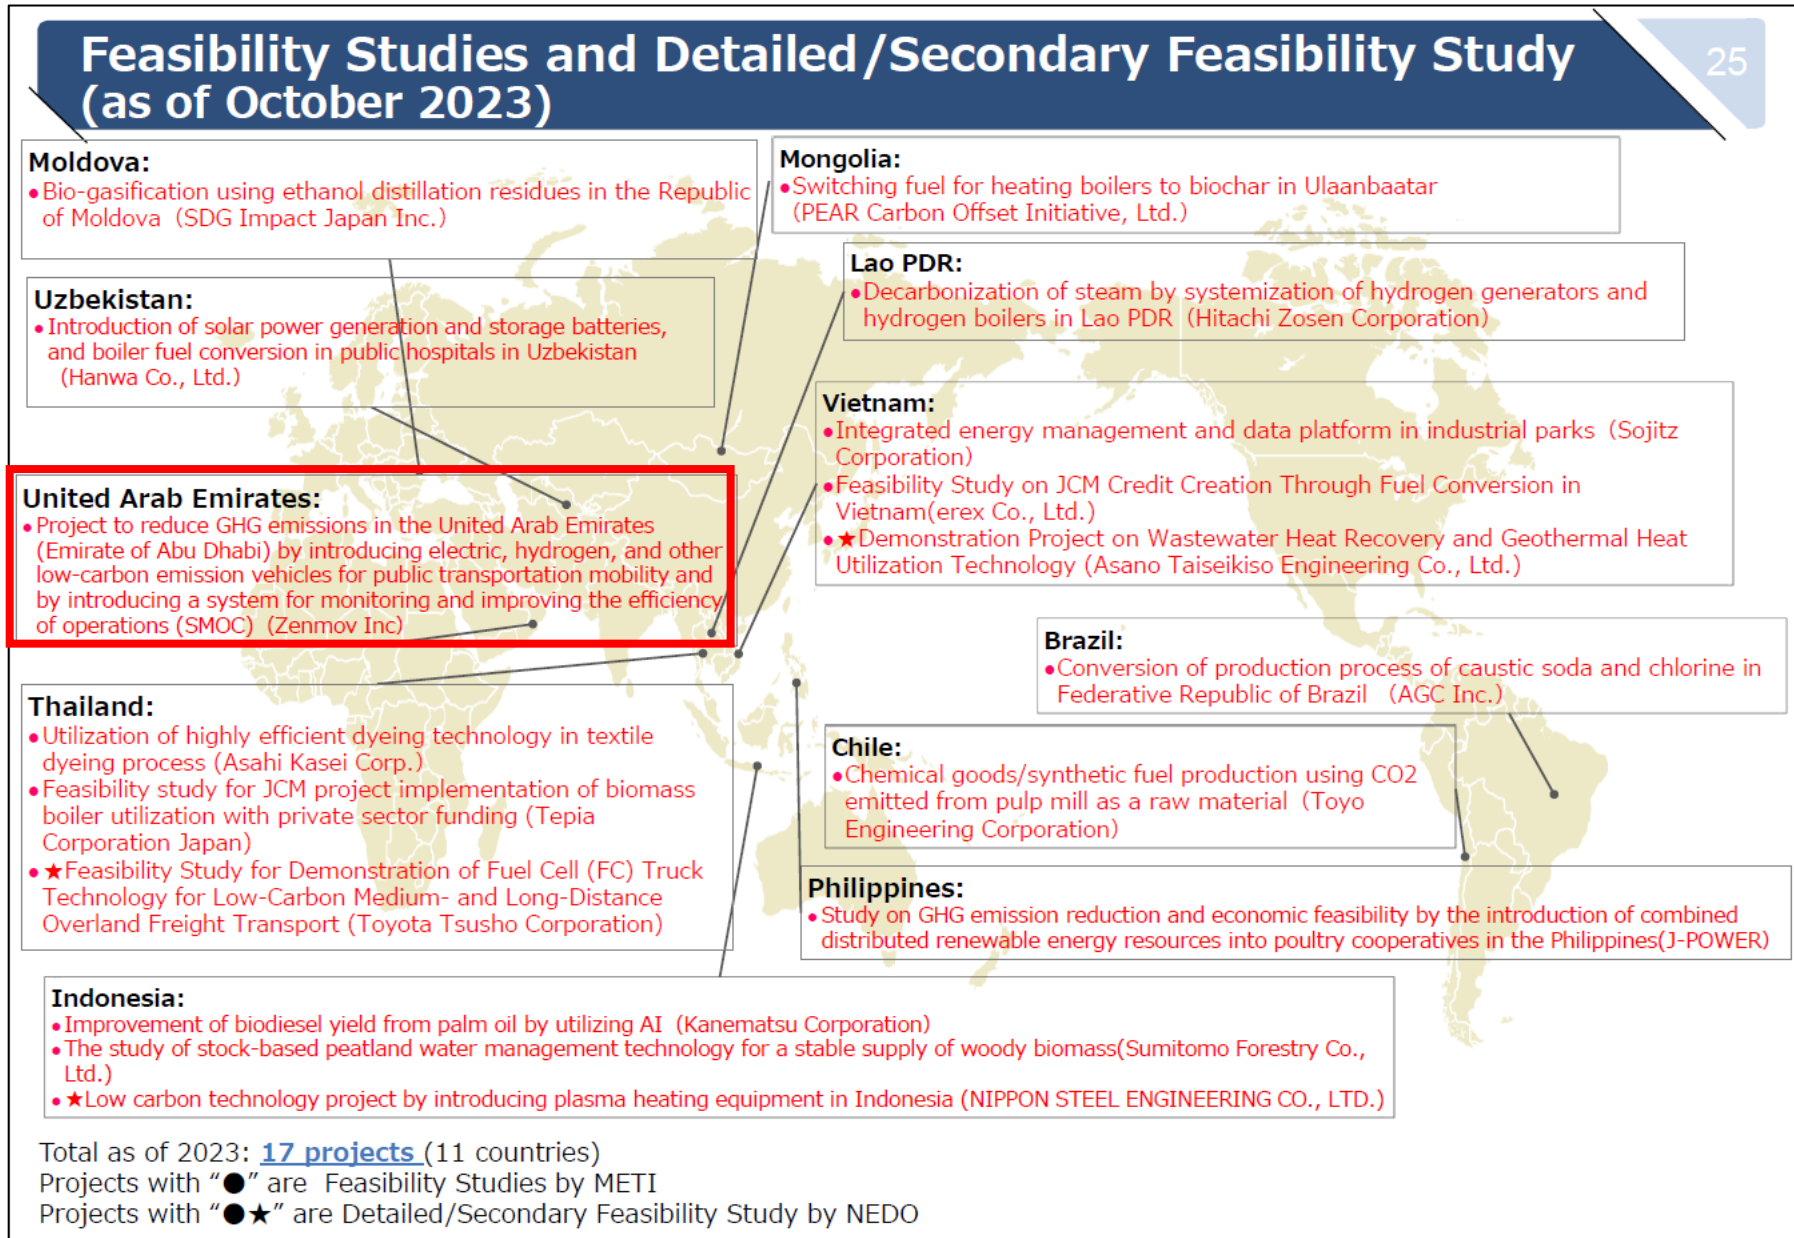 Feasibility Studies and Detailed/Secondary Feasibility Study
(as of October 2023)
25
Moldova:
●Bio-gasification using ethanol distillation residues in the Republic
of Moldova (SDG Impact Japan Inc.)
Mongolia:
●Switching fuel for heating boilers to biochar in Ulaanbaatar
(PEAR Carbon Offset Initiative, Ltd.)
Uzbekistan:
●Introduction of solar power generation and storage batteries,
and boiler fuel conversion in public hospitals in Uzbekistan
(Hanwa Co., Ltd.)
Lao PDR:
●Decarbonization of steam by systemization of hydrogen generators and
hydrogen boilers in Lao PDR (Hitachi Zosen Corporation)
Vietnam:
●Integrated energy management and data platform in industrial parks (Sojitz
Corporation)
●Feasibility Study on JCM Credit Creation Through Fuel Conversion in
Vietnam(erex Co., Ltd.)
●★Demonstration Project on Wastewater Heat Recovery and Geothermal Heat
Utilization Technology (Asano Taiseikiso Engineering Co., Ltd.)
United Arab Emirates:
●Project to reduce GHG emissions in the United Arab Emirates
(Emirate of Abu Dhabi) by introducing electric, hydrogen, and other
low-carbon emission vehicles for public transportation mobility and
by introducing a system for monitoring and improving the efficiency
of operations (SMOC) (Zenmov Inc)
Brazil:
●Conversion of production process of caustic soda and chlorine in
Federative Republic of Brazil (AGC Inc.)
Thailand:
●Utilization of highly efficient dyeing technology in textile
dyeing process (Asahi Kasei Corp.)
●Feasibility study for JCM project implementation of biomass
boiler utilization with private sector funding (Tepia
Corporation Japan)
●★Feasibility Study for Demonstration of Fuel Cell (FC) Truck
Technology for Low-Carbon Medium- and Long-Distance
Overland Freight Transport (Toyota Tsusho Corporation)
Chile:
●Chemical goods/synthetic fuel production using CO2
emitted from pulp mill as a raw material (Toyo
Engineering Corporation)
Philippines:
●Study on GHG emission reduction and economic feasibility by the introduction of combined
distributed renewable energy resources into poultry cooperatives in the Philippines(J-POWER)
Indonesia:
●Improvement of biodiesel yield from palm oil by utilizing AI (Kanematsu Corporation)
●The study of stock-based peatland water management technology for a stable supply of woody biomass(Sumitomo Forestry Co.,
Ltd.)
●★Low carbon technology project by introducing plasma heating equipment in Indonesia (NIPPON STEEL ENGINEERING CO., LTD.)
Total as of 2023: 17 projects (11 countries)
Projects with “●” are Feasibility Studies by METI
Projects with “●★” are Detailed/Secondary Feasibility Study by NEDO